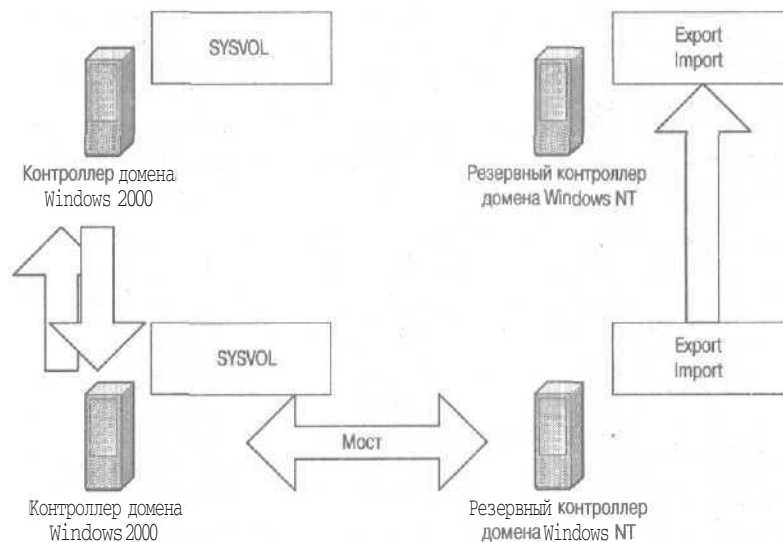 SYSVOL
Export
Import
Контроллер домена
Windows 2000
Резервный контроллер
домена Windows NT
SYSVOL
Export
Import
Мост
Контроллер домена
Windows 2000
Резервный контроллер
домена Windows NT